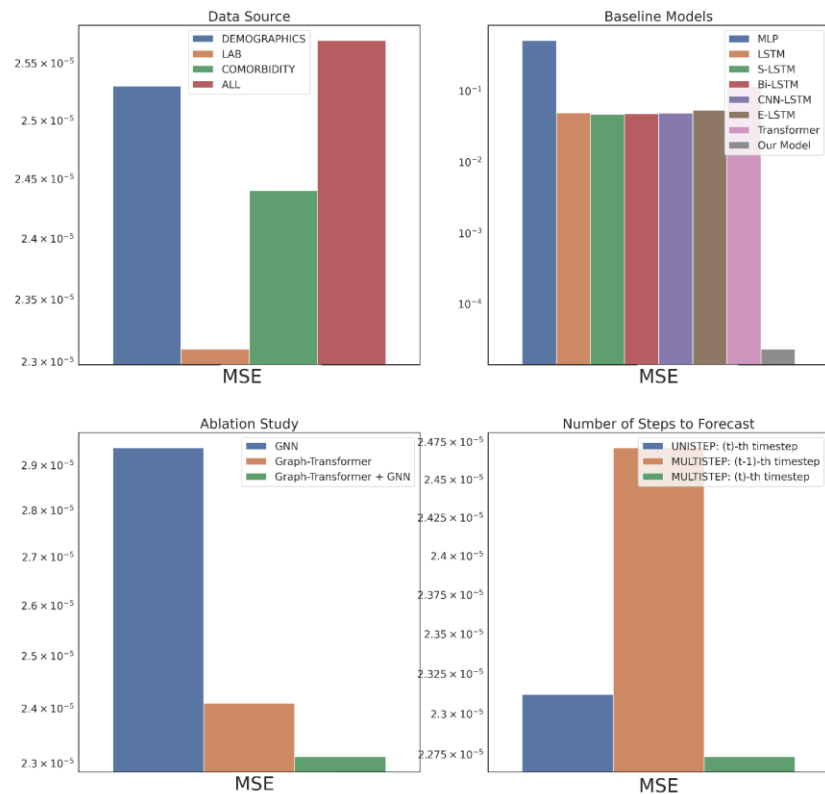 Data Source
2.55 × 10⁻⁵
2.5 × 10⁻⁵
2.45 × 10⁻⁵
2.4 × 10⁻⁵
2.35 × 10⁻⁵
2.3 × 10⁻⁵
DEMOGRAPHICS
LAB
COMORBIDITY
ALL
MSE
Baseline Models
10⁻¹
10⁻²
10⁻³
10⁻⁴
MLP
LSTM
S-LSTM
Bi-LSTM
CNN-LSTM
E-LSTM
Transformer
Our Model
MSE
Ablation Study
2.9 × 10⁻⁵
2.8 × 10⁻⁵
2.7 × 10⁻⁵
2.6 × 10⁻⁵
2.5 × 10⁻⁵
2.4 × 10⁻⁵
2.3 × 10⁻⁵
GNN
Graph-Transformer
Graph-Transformer + GNN
MSE
Number of Steps to Forecast
2.475 × 10⁻⁵
2.45 × 10⁻⁵
2.425 × 10⁻⁵
2.4 × 10⁻⁵
2.375 × 10⁻⁵
2.35 × 10⁻⁵
2.325 × 10⁻⁵
2.3 × 10⁻⁵
2.275 × 10⁻⁵
UNISTEP: (t)-th timestep
MULTISTEP: (t-1)-th timestep
MULTISTEP: (t)-th timestep
MSE